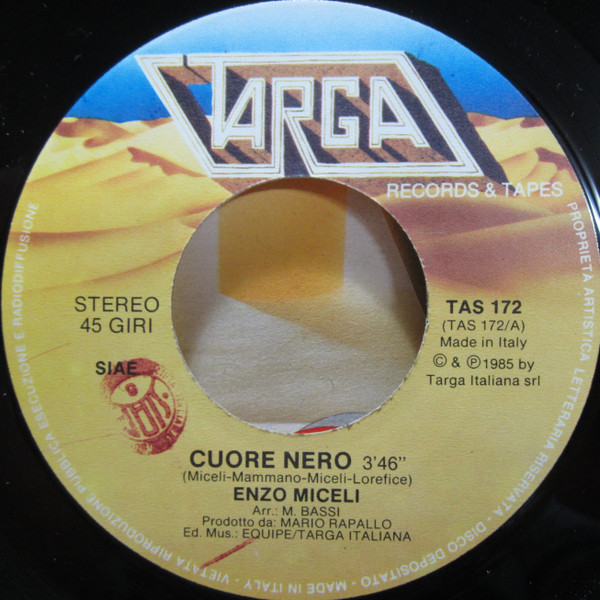 TARGA
RECORDS & TAPES
STEREO
45 GIRI
SIAE
TAS 172
(TAS 172/A)
Made in Italy
© & ℗ 1985 by
Targa Italiana srl
CUORE NERO 3'46"
(Miceli-Mammano-Miceli-Lorefice)
ENZO MICELI
Arr.: M. BASSI
Prodotto da: MARIO RAPALLO
Ed. Mus.: EQUIPE/TARGA ITALIANA
PROPRIETÀ ARTISTICA LETTERARIA RISERVATA - DISCO DEPOSITATO - MADE IN ITALY - VIETATA RIPRODUZIONE PUBBLICA ESECUZIONE E RADIODIFFUSIONE